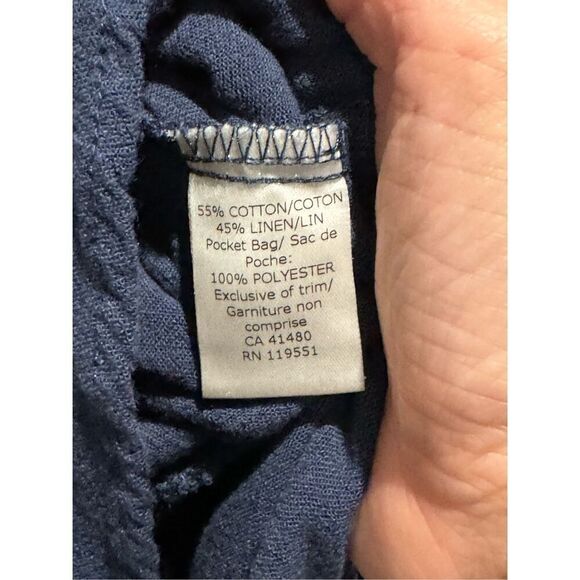 55% COTTON/COTON
45% LINEN/LIN
Pocket Bag/ Sac de
Poche:
100% POLYESTER
Exclusive of trim/
Garniture non
comprise
CA 41480
RN 119551